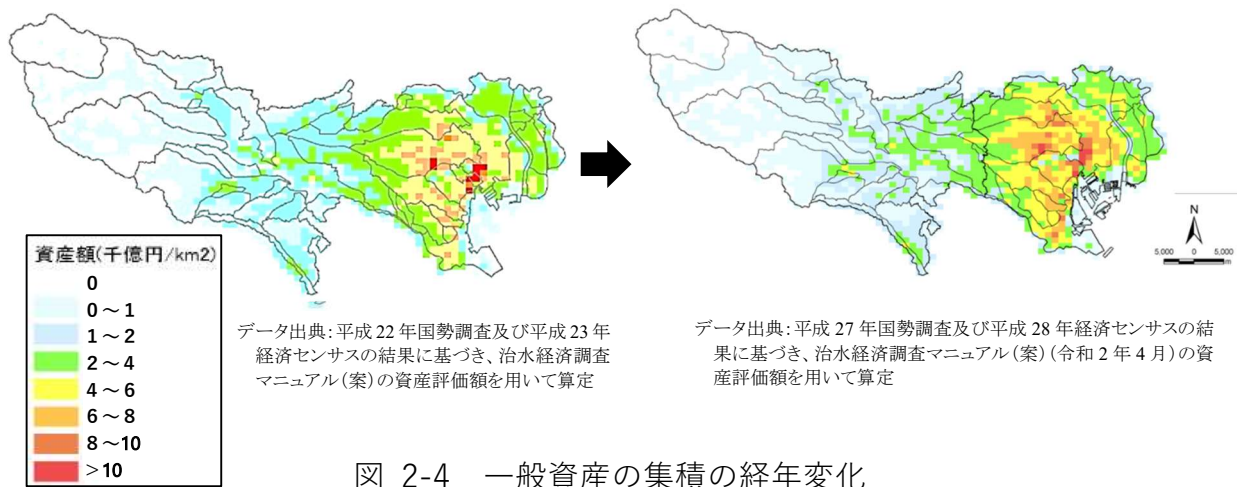 資産額(千億円/km2)
0
0～1
1～2
2～4
4～6
6～8
8～10
>10
データ出典：平成 22 年国勢調査及び平成 23 年
経済センサスの結果に基づき、治水経済調査
マニュアル（案）の資産評価額を用いて算定
N
5,000 0 5,000
m
データ出典：平成 27 年国勢調査及び平成 28 年経済センサスの結
果に基づき、治水経済調査マニュアル（案）（令和 2 年 4 月）の資
産評価額を用いて算定
図 2-4 一般資産の集積の経年変化